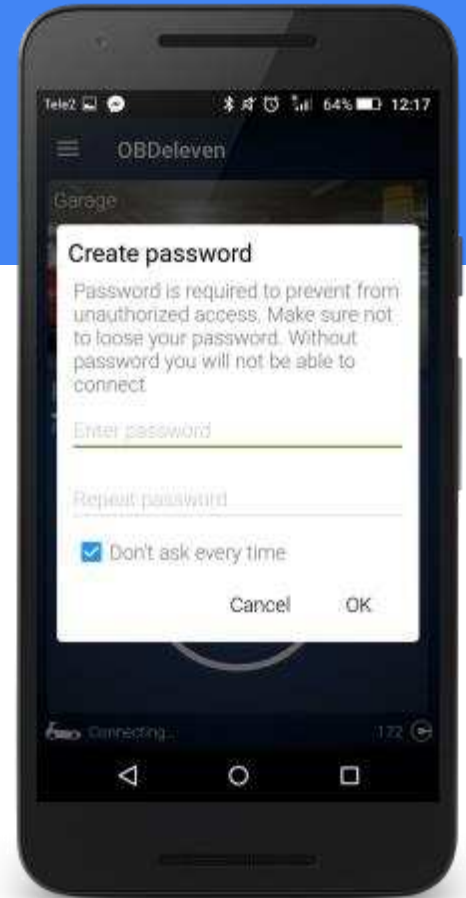 Tele2 64% 12:17
OBDeleven
Garage
Create password
Password is required to prevent from
unauthorized access. Make sure not
to loose your password. Without
password you will not be able to
connect
Enter password
Repeat password
Don't ask every time
Cancel OK
Connecting... 172